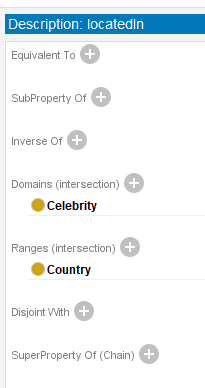 Description: locatedIn
Equivalent To
SubProperty Of
Inverse Of
Domains (intersection)
Celebrity
Ranges (intersection)
Country
Disjoint With
SuperProperty Of (Chain)